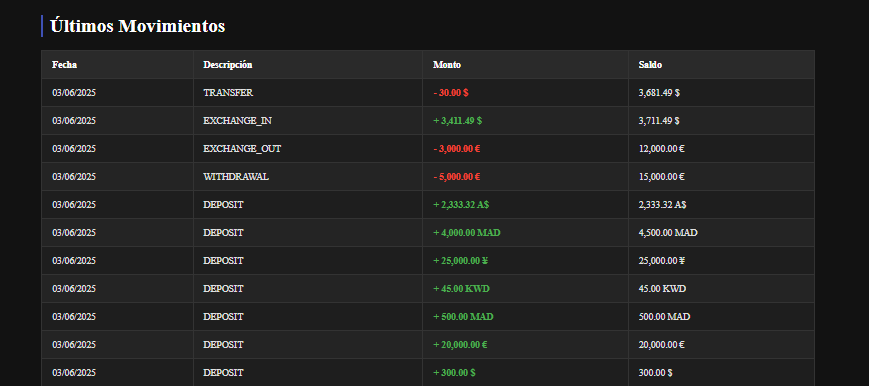 Últimos Movimientos
Fecha Descripción Monto Saldo
03/06/2025 TRANSFER - 30.00 $ 3,681.49 $
03/06/2025 EXCHANGE_IN + 3,411.49 $ 3,711.49 $
03/06/2025 EXCHANGE_OUT - 3,000.00 € 12,000.00 €
03/06/2025 WITHDRAWAL - 5,000.00 € 15,000.00 €
03/06/2025 DEPOSIT + 2,333.32 A$ 2,333.32 A$
03/06/2025 DEPOSIT + 4,000.00 MAD 4,500.00 MAD
03/06/2025 DEPOSIT + 25,000.00 ¥ 25,000.00 ¥
03/06/2025 DEPOSIT + 45.00 KWD 45.00 KWD
03/06/2025 DEPOSIT + 500.00 MAD 500.00 MAD
03/06/2025 DEPOSIT + 20,000.00 € 20,000.00 €
03/06/2025 DEPOSIT + 300.00 $ 300.00 $